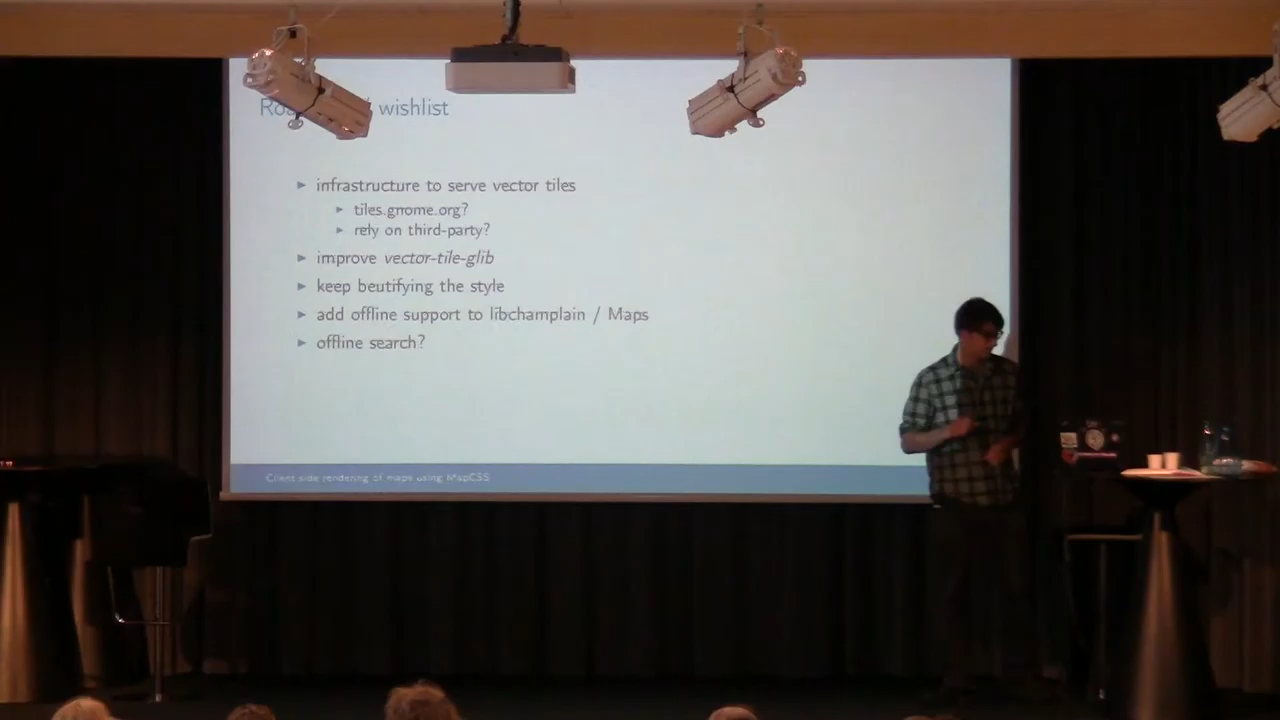 wishlist
► infrastructure to serve vector tiles
► tiles.gnome.org?
► rely on third-party?
► improve vector-tile-glib
► keep beutifying the style
► add offline support to libchamplain / Maps
► offline search?
Client side rendering of maps using MapCSS